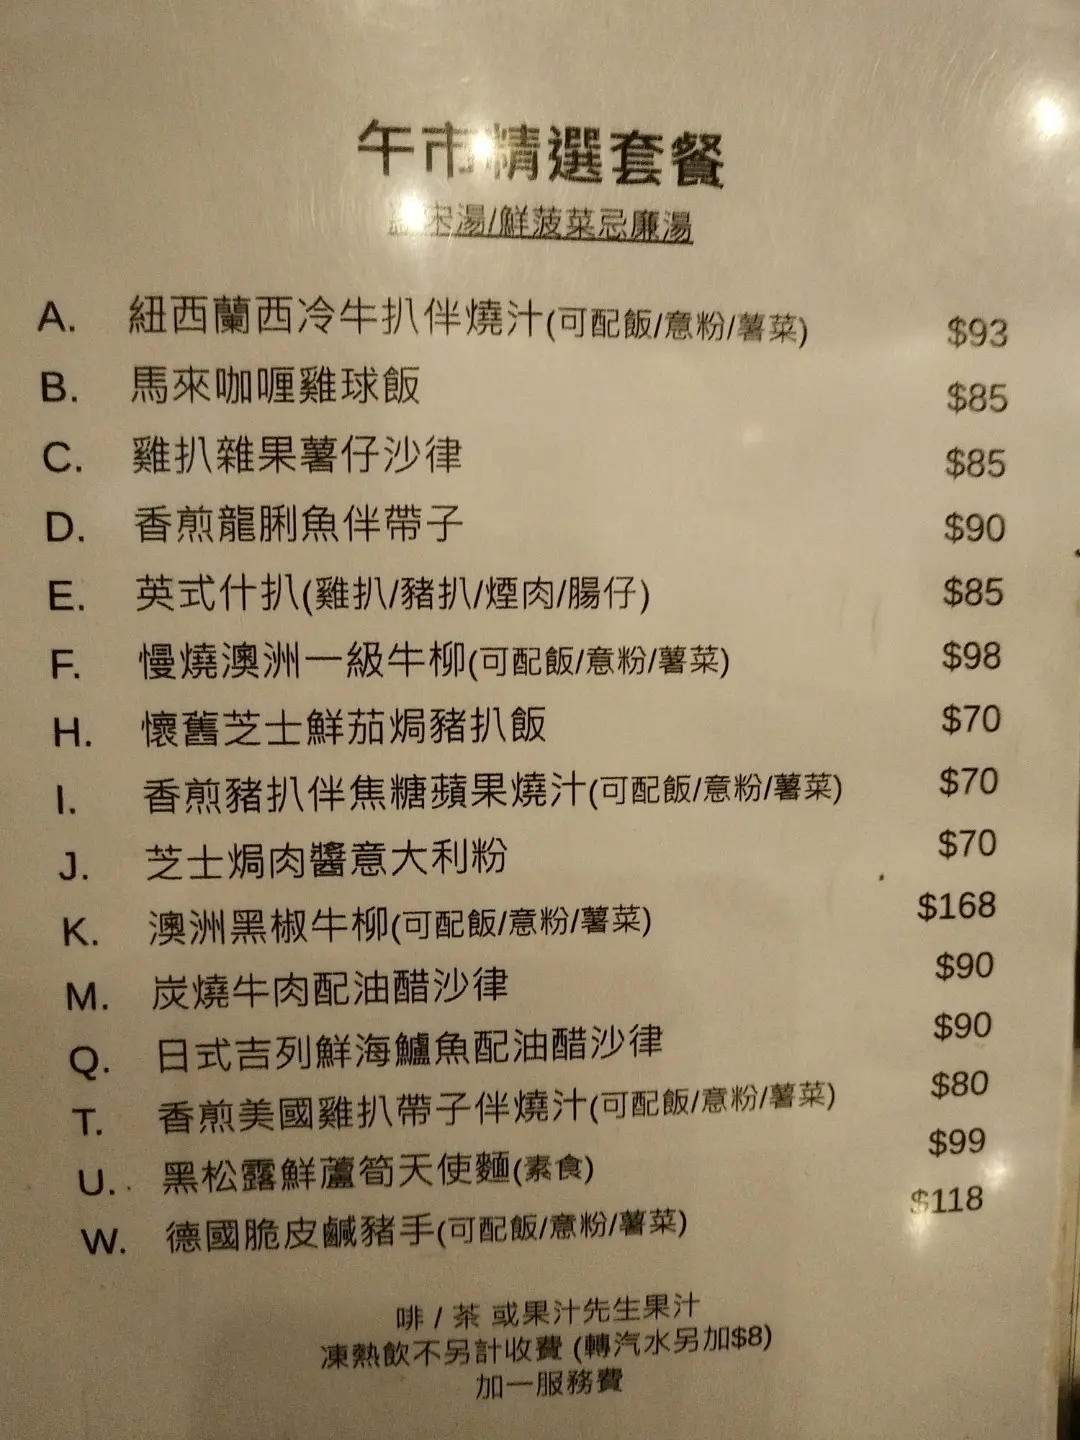 午市精選套餐
宋湯/鮮菠菜忌廉湯
A. 紐西蘭西冷牛扒伴燒汁(可配飯/意粉/薯菜) $93
B. 馬來咖喱雞球飯 $85
C. 雞扒雜果薯仔沙律 $85
D. 香煎龍脷魚伴帶子 $90
E. 英式什扒(雞扒/豬扒/煙肉/腸仔) $85
F. 慢燒澳洲一級牛柳(可配飯/意粉/薯菜) $98
H. 懷舊芝士鮮茄焗豬扒飯 $70
I. 香煎豬扒伴焦糖蘋果燒汁(可配飯/意粉/薯菜) $70
J. 芝士焗肉醬意大利粉 $70
K. 澳洲黑椒牛柳(可配飯/意粉/薯菜) $168
M. 炭燒牛肉配油醋沙律 $90
Q. 日式吉列鮮海鱸魚配油醋沙律 $90
T. 香煎美國雞扒帶子伴燒汁(可配飯/意粉/薯菜) $80
U. 黑松露鮮蘆筍天使麵(素食) $99
W. 德國脆皮鹹豬手(可配飯/意粉/薯菜) $118
啡 / 茶 或果汁先生果汁
凍熱飲不另計收費 (轉汽水另加$8)
加一服務費